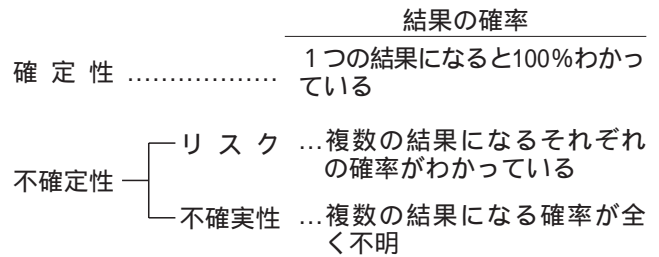 結果の確率
確 定 性 ……………… 1つの結果になると100％わかっ
ている
不確定性
リ ス ク …複数の結果になるそれぞれ
の確率がわかっている
不確実性 …複数の結果になる確率が全
く不明